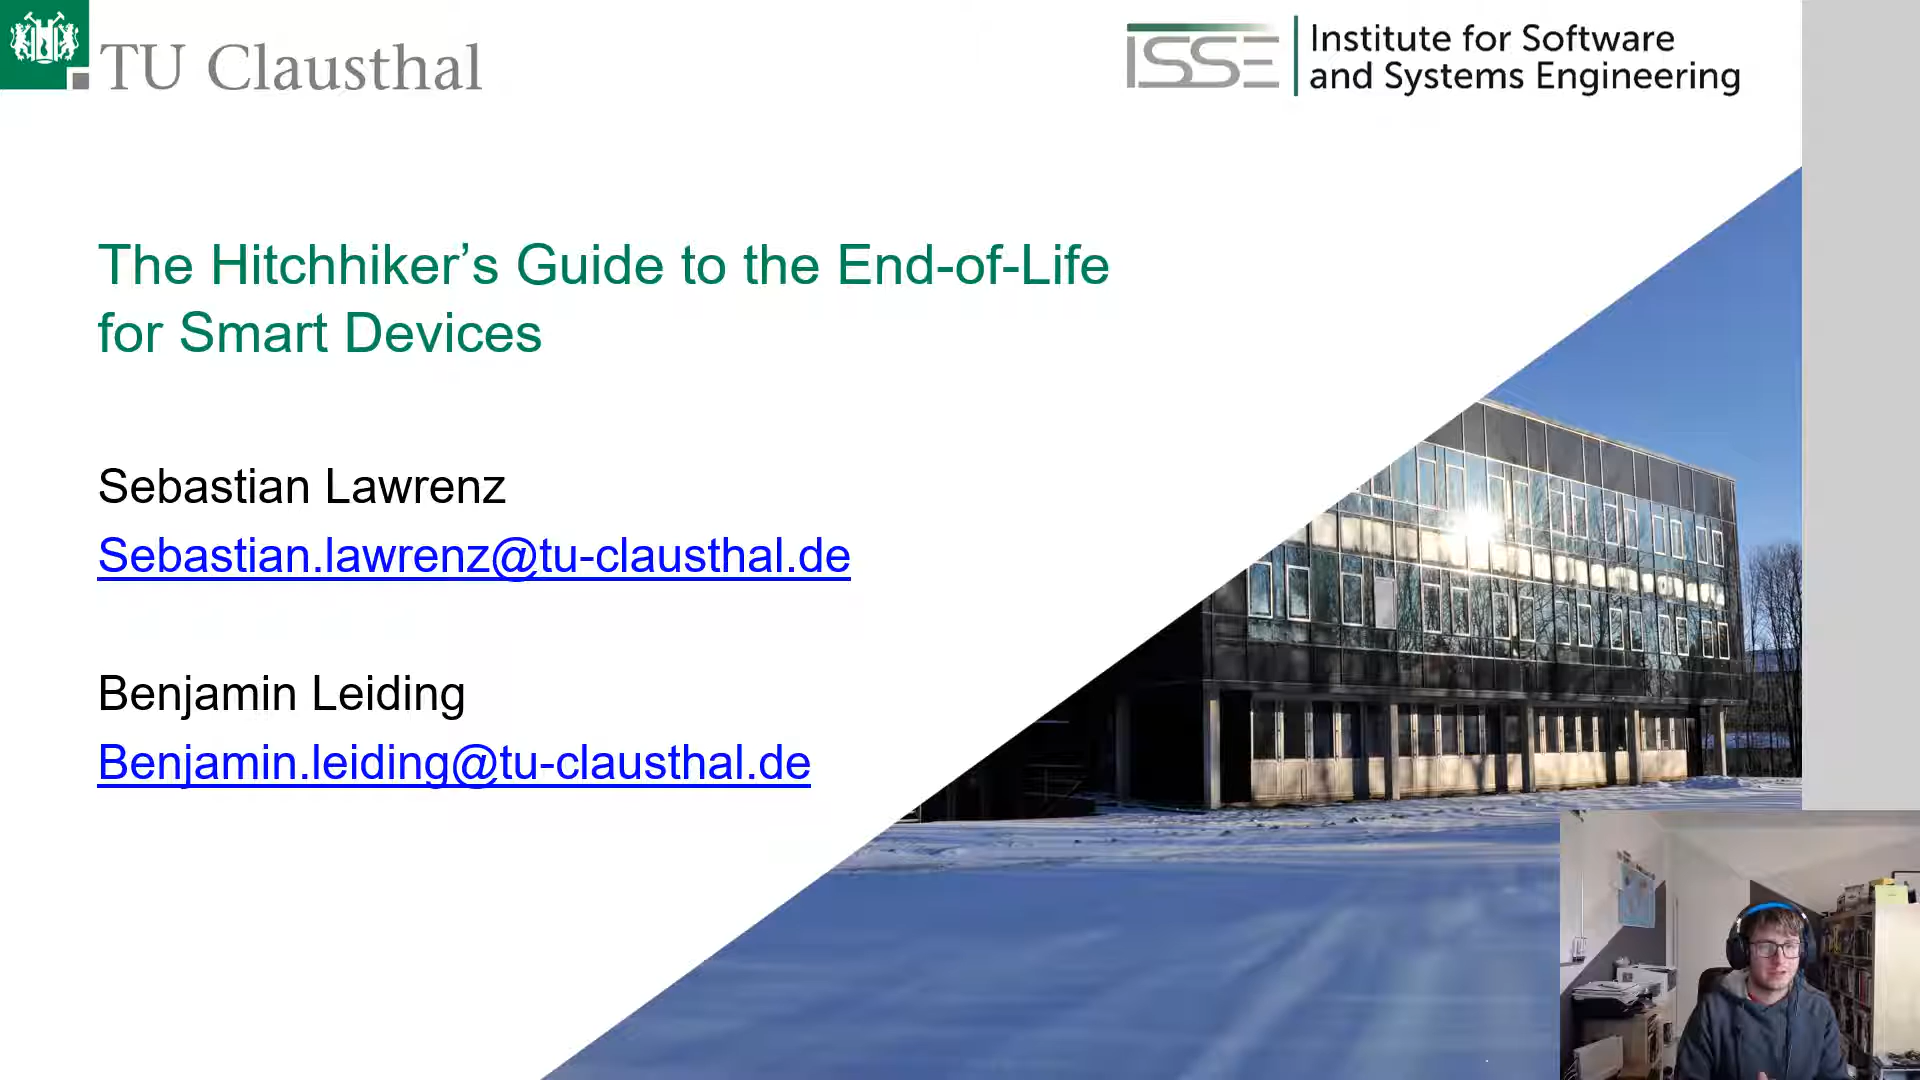 TU Clausthal
ISSE
Institute for Software
and Systems Engineering
The Hitchhiker’s Guide to the End-of-Life
for Smart Devices
Sebastian Lawrenz
Sebastian.lawrenz@tu-clausthal.de
Benjamin Leiding
Benjamin.leiding@tu-clausthal.de